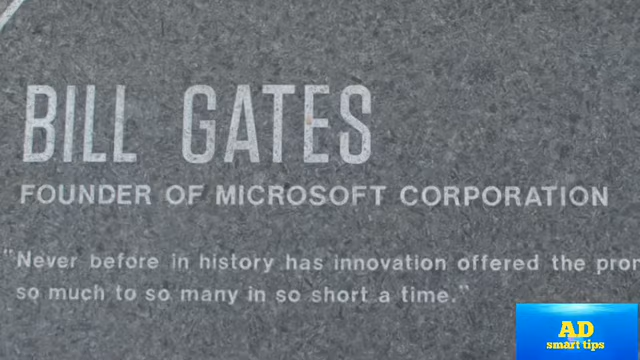 BILL GATES
FOUNDER OF MICROSOFT CORPORATION
"Never before in history has innovation offered the
so much to so many in so short a time."
AD
smart tips